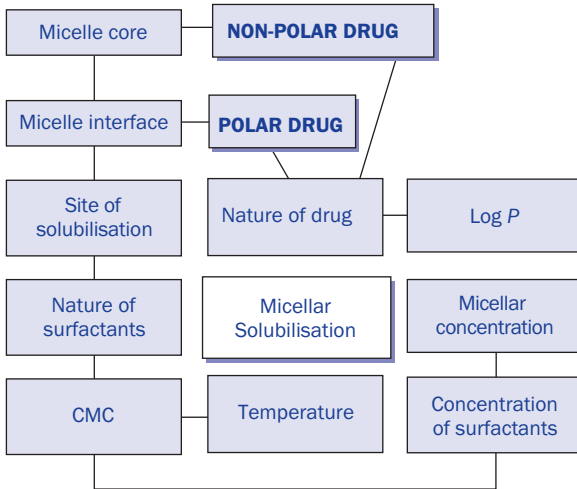 Micelle core
NON-POLAR DRUG
Micelle interface
POLAR DRUG
Site of
solubilisation
Nature of drug
Log P
Nature of
surfactants
Micellar
Solubilisation
Micellar
concentration
CMC
Temperature
Concentration
of surfactants